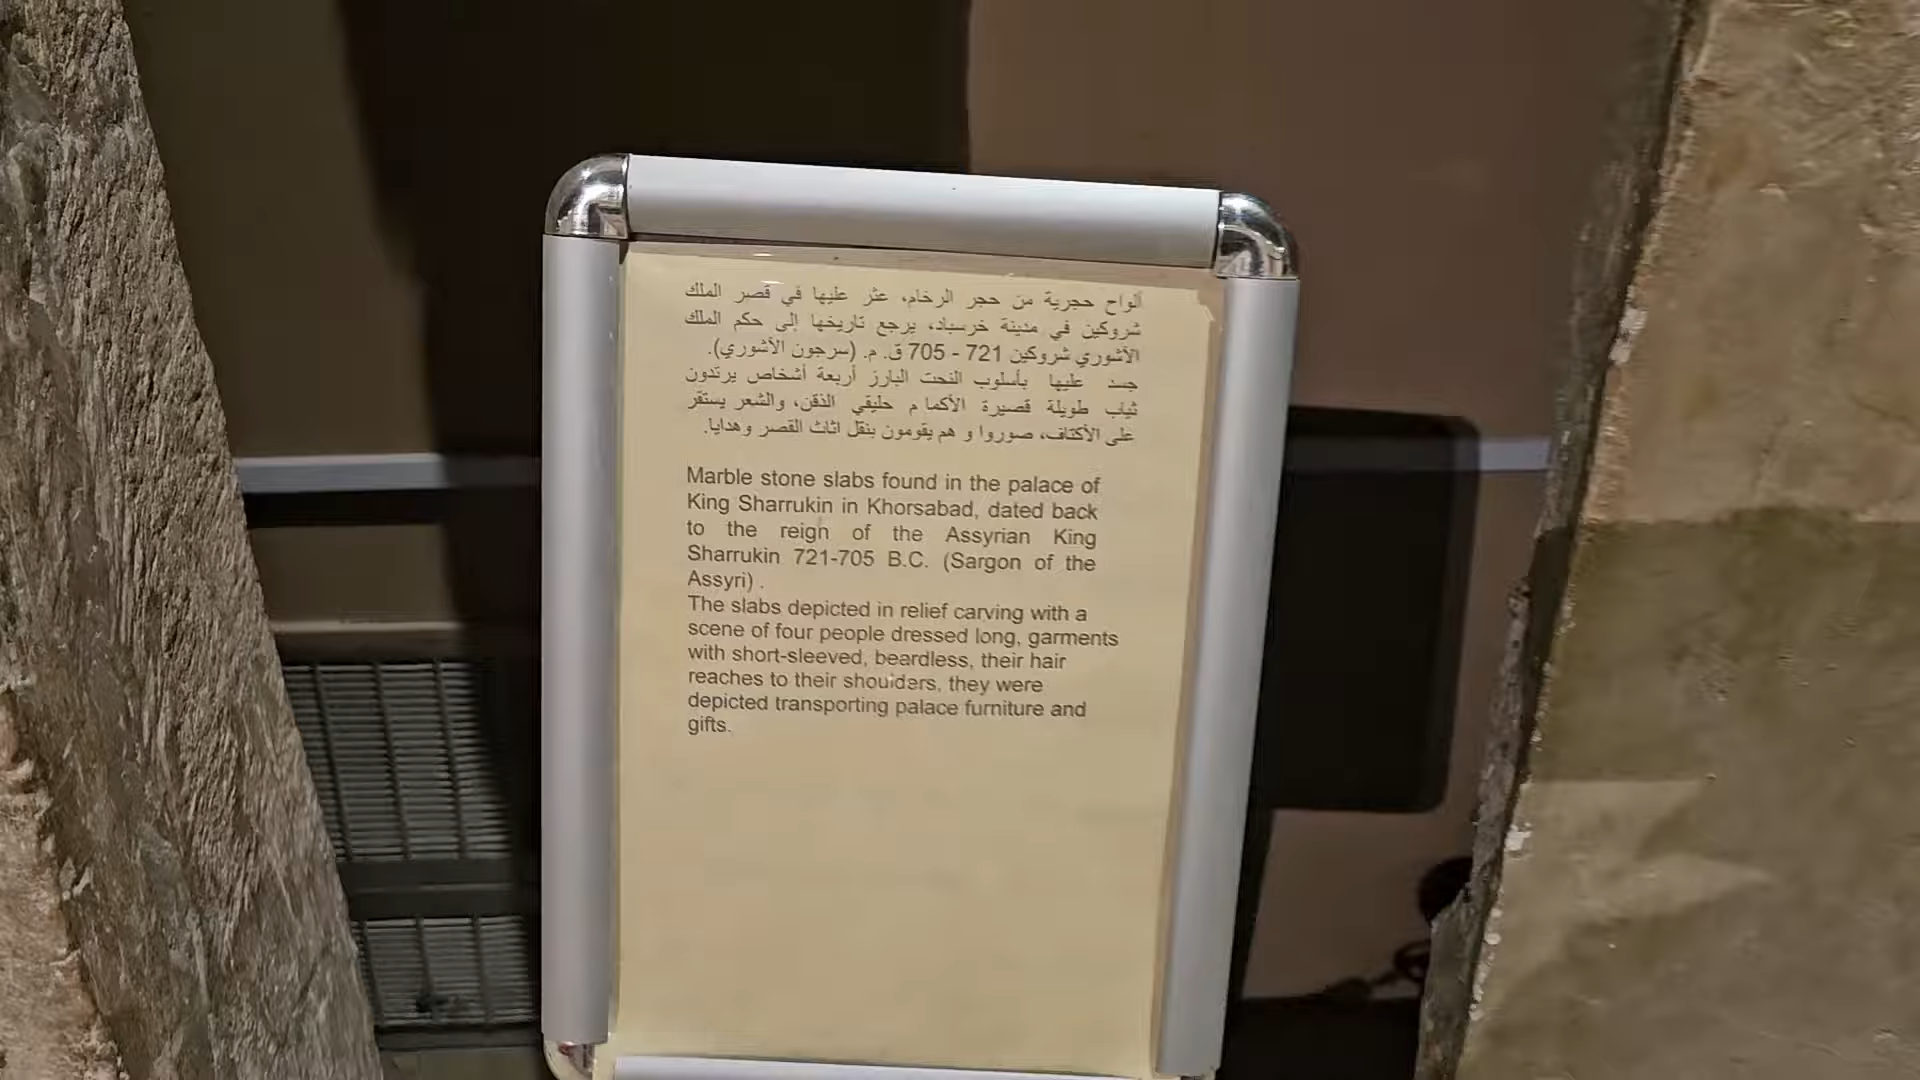 ألواح حجرية من حجر الرخام، عثر عليها في قصر الملك
شروكين في مدينة خرسباد، يرجع تاريخها إلى حكم الملك
الآشوري شروكين 721 - 705 ق. م. (سرجون الآشوري).
جسد عليها بأسلوب النحت البارز أربعة أشخاص يرتدون
ثياب طويلة قصيرة الأكما م حليقي الذقن، والشعر يستقر
على الأكتاف، صوروا و هم يقومون بنقل اثاث القصر وهدايا.
Marble stone slabs found in the palace of
King Sharrukin in Khorsabad, dated back
to the reign of the Assyrian King
Sharrukin 721-705 B.C. (Sargon of the
Assyri) .
The slabs depicted in relief carving with a
scene of four people dressed long, garments
with short-sleeved, beardless, their hair
reaches to their shoulders, they were
depicted transporting palace furniture and
gifts.